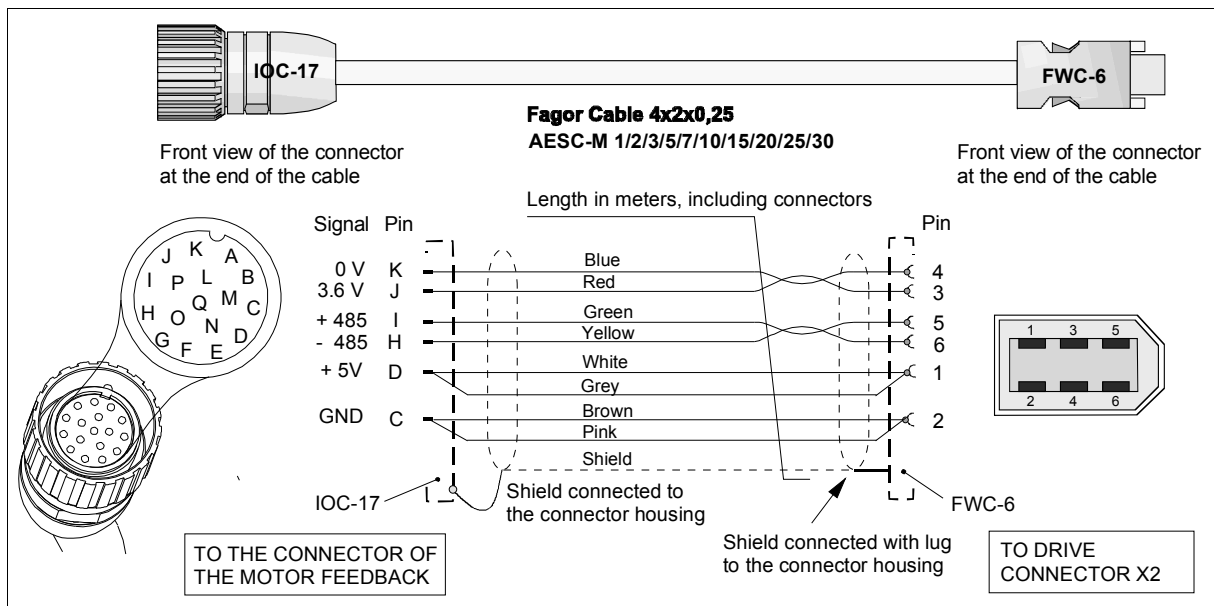 IOC-17
FWC-6
Fagor Cable 4x2x0,25
AESC-M 1/2/3/5/7/10/15/20/25/30
Front view of the connector
at the end of the cable
Front view of the connector
at the end of the cable
Length in meters, including connectors
Signal Pin
Pin
0 V K Blue 4
3.6 V J Red 3
+ 485 I Green 5
- 485 H Yellow 6
+ 5V D White 1
Grey
GND C Brown 2
Pink
Shield
J K A
I P L B
H Q M C
O N
G F E D
1 3 5
2 4 6
IOC-17
Shield connected to
the connector housing
FWC-6
Shield connected with lug
to the connector housing
TO THE CONNECTOR OF
THE MOTOR FEEDBACK
TO DRIVE
CONNECTOR X2